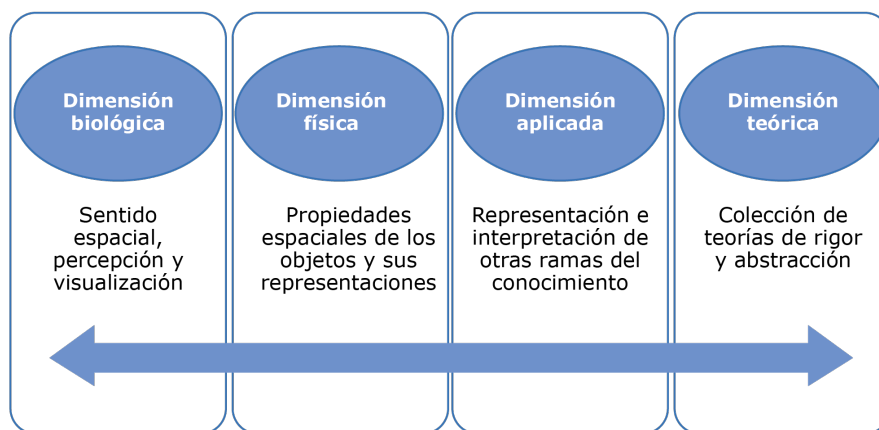 Dimensión
biológica
Sentido
espacial,
percepción y
visualización
Dimensión
física
Propiedades
espaciales de los
objetos y sus
representaciones
Dimensión
aplicada
Representación e
interpretación de
otras ramas del
conocimiento
Dimensión
teórica
Colección de
teorías de rigor
y abstracción